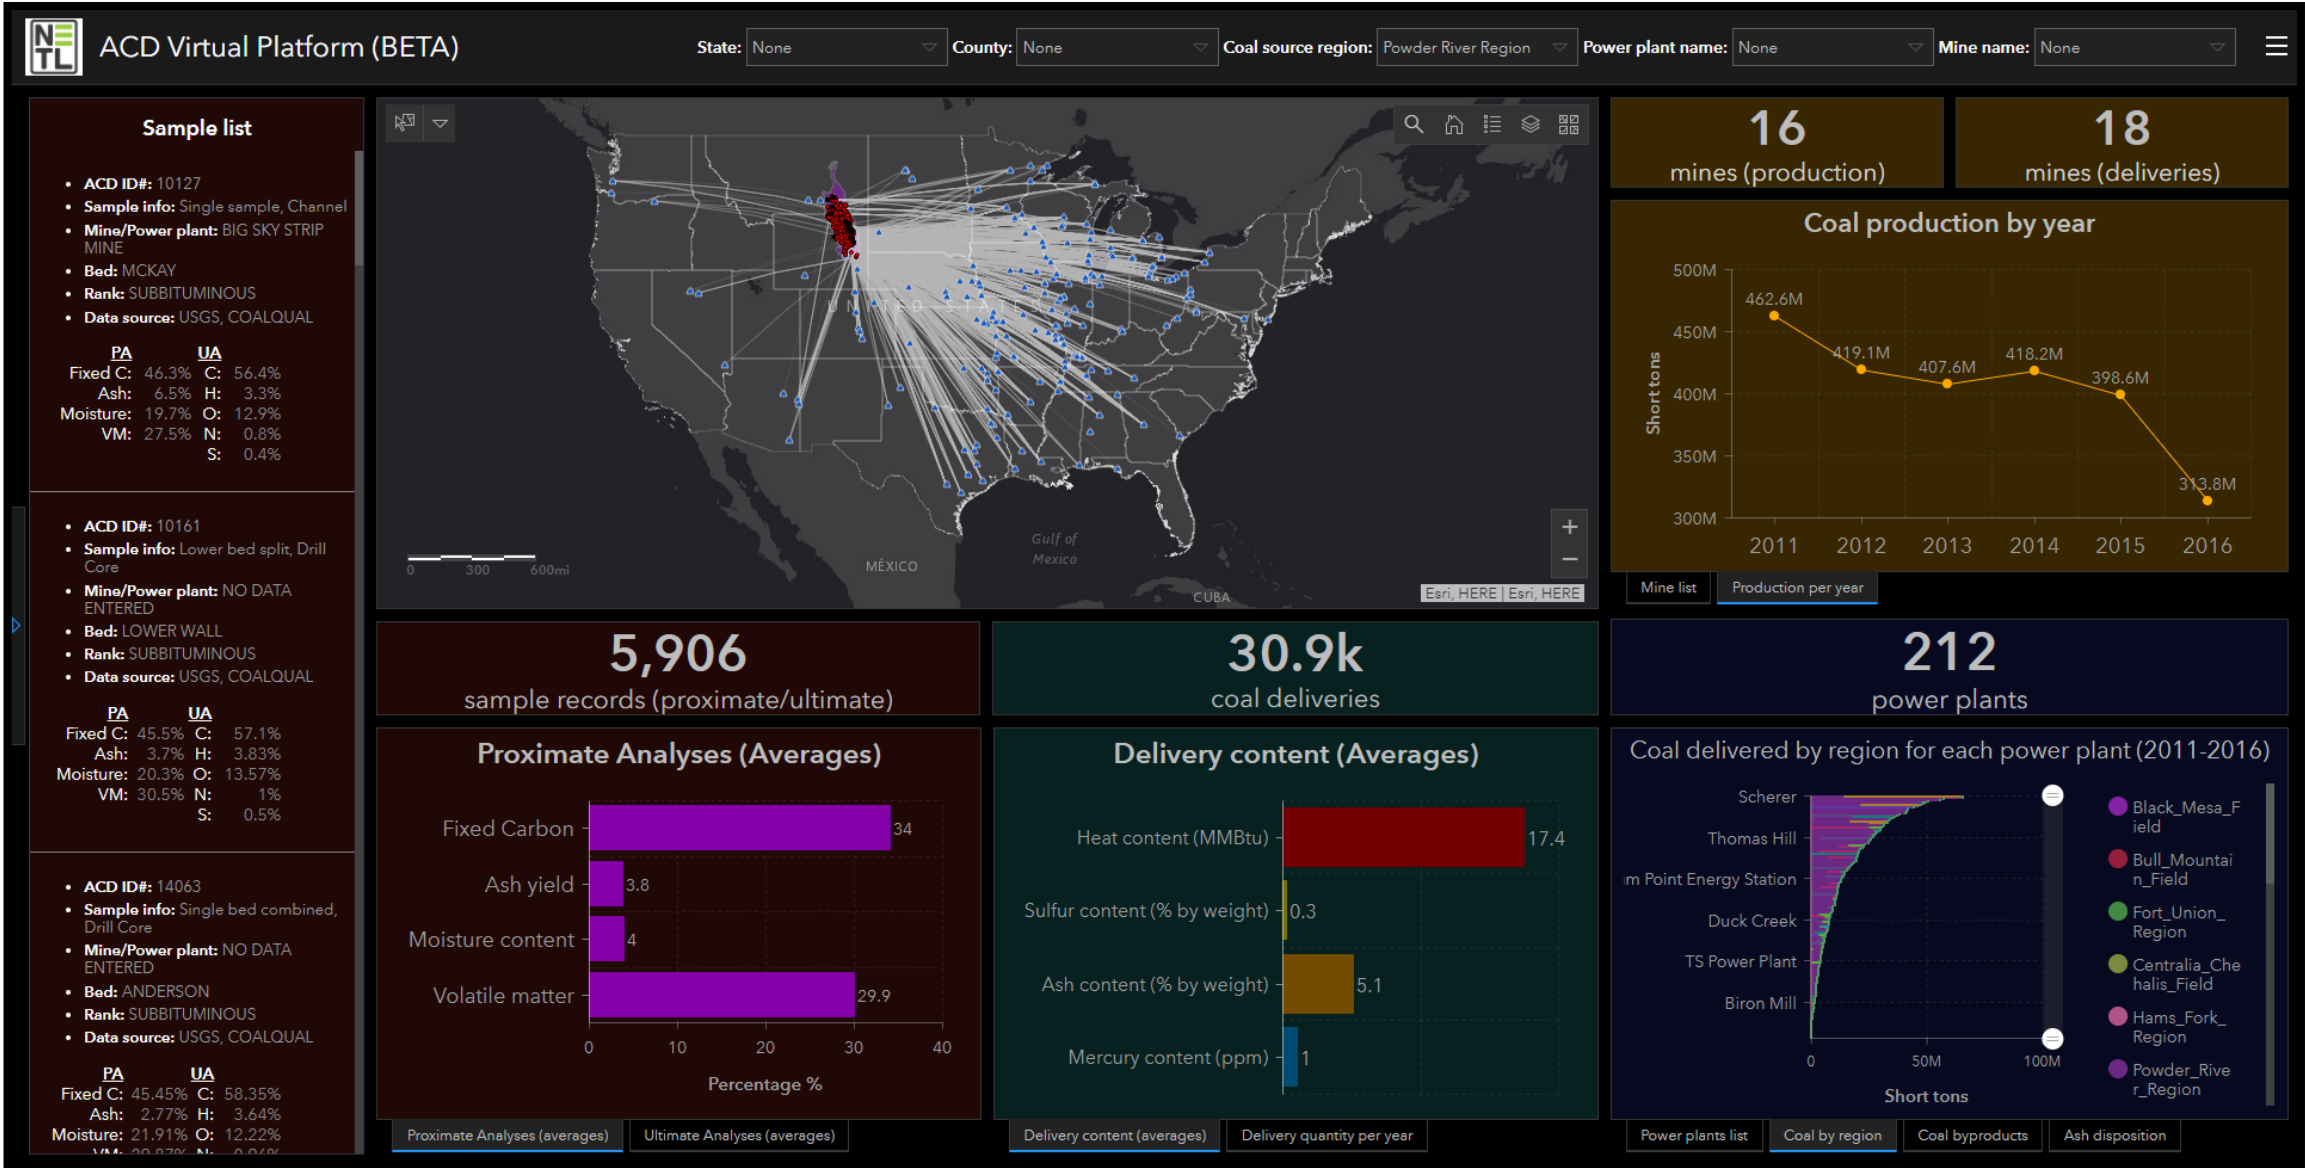 NETL
ACD Virtual Platform (BETA)
State: None
County: None
Coal source region: Powder River Region
Power plant name: None
Mine name: None
Sample list
ACD ID#: 10127
Sample info: Single sample, Channel
Mine/Power plant: BIG SKY STRIP
MINE
Bed: MCKAY
Rank: SUBBITUMINOUS
Data source: USGS, COALQUAL
PA UA
Fixed C: 46.3% C: 56.4%
Ash: 6.5% H: 3.3%
Moisture: 19.7% O: 12.9%
VM: 27.5% N: 0.8%
S: 0.4%
ACD ID#: 10161
Sample info: Lower bed split, Drill
Core
Mine/Power plant: NO DATA
ENTERED
Bed: LOWER WALL
Rank: SUBBITUMINOUS
Data source: USGS, COALQUAL
PA UA
Fixed C: 45.5% C: 57.1%
Ash: 3.7% H: 3.83%
Moisture: 20.3% O: 13.57%
VM: 30.5% N: 1%
S: 0.5%
ACD ID#: 14063
Sample info: Single bed combined,
Drill Core
Mine/Power plant: NO DATA
ENTERED
Bed: ANDERSON
Rank: SUBBITUMINOUS
Data source: USGS, COALQUAL
PA UA
Fixed C: 45.45% C: 58.35%
Ash: 2.77% H: 3.64%
Moisture: 21.91% O: 12.22%
UNITED STATES
Gulf of
Mexico
MÉXICO
CUBA
0 300 600mi
+
−
Esri, HERE | Esri, HERE
16
mines (production)
18
mines (deliveries)
Coal production by year
500M
450M
400M
350M
300M
Short tons
462.6M
419.1M
407.6M
418.2M
398.6M
313.8M
2011 2012 2013 2014 2015 2016
Mine list
Production per year
5,906
sample records (proximate/ultimate)
30.9k
coal deliveries
212
power plants
Proximate Analyses (Averages)
Fixed Carbon 34
Ash yield 3.8
Moisture content 4
Volatile matter 29.9
0 10 20 30 40
Percentage %
Proximate Analyses (averages)
Ultimate Analyses (averages)
Delivery content (Averages)
Heat content (MMBtu) 17.4
Sulfur content (% by weight) 0.3
Ash content (% by weight) 5.1
Mercury content (ppm) 1
Delivery content (averages)
Delivery quantity per year
Coal delivered by region for each power plant (2011-2016)
Scherer
Thomas Hill
m Point Energy Station
Duck Creek
TS Power Plant
Biron Mill
0 50M 100M
Short tons
Black_Mesa_F
ield
Bull_Mountai
n_Field
Fort_Union_
Region
Centralia_Che
halis_Field
Hams_Fork_
Region
Powder_Rive
r_Region
Power plants list
Coal by region
Coal byproducts
Ash disposition